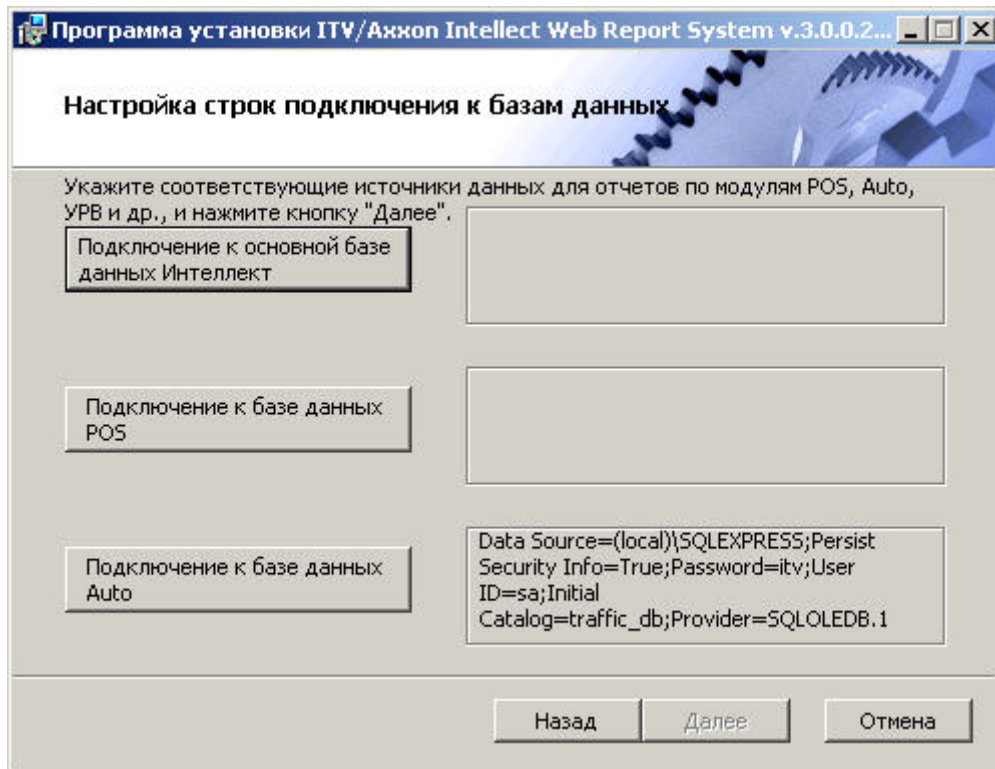 Программа установки ITV/Axxon Intellect Web Report System v.3.0.0.2...
Настройка строк подключения к базам данных
Укажите соответствующие источники данных для отчетов по модулям POS, Auto,
УРВ и др., и нажмите кнопку "Далее".
Подключение к основной базе
данных Интеллект
Подключение к базе данных
POS
Подключение к базе данных
Auto
Data Source=(local)\SQLEXPRESS;Persist
Security Info=True;Password=itv;User
ID=sa;Initial
Catalog=traffic_db;Provider=SQLOLEDB.1
Назад
Далее
Отмена